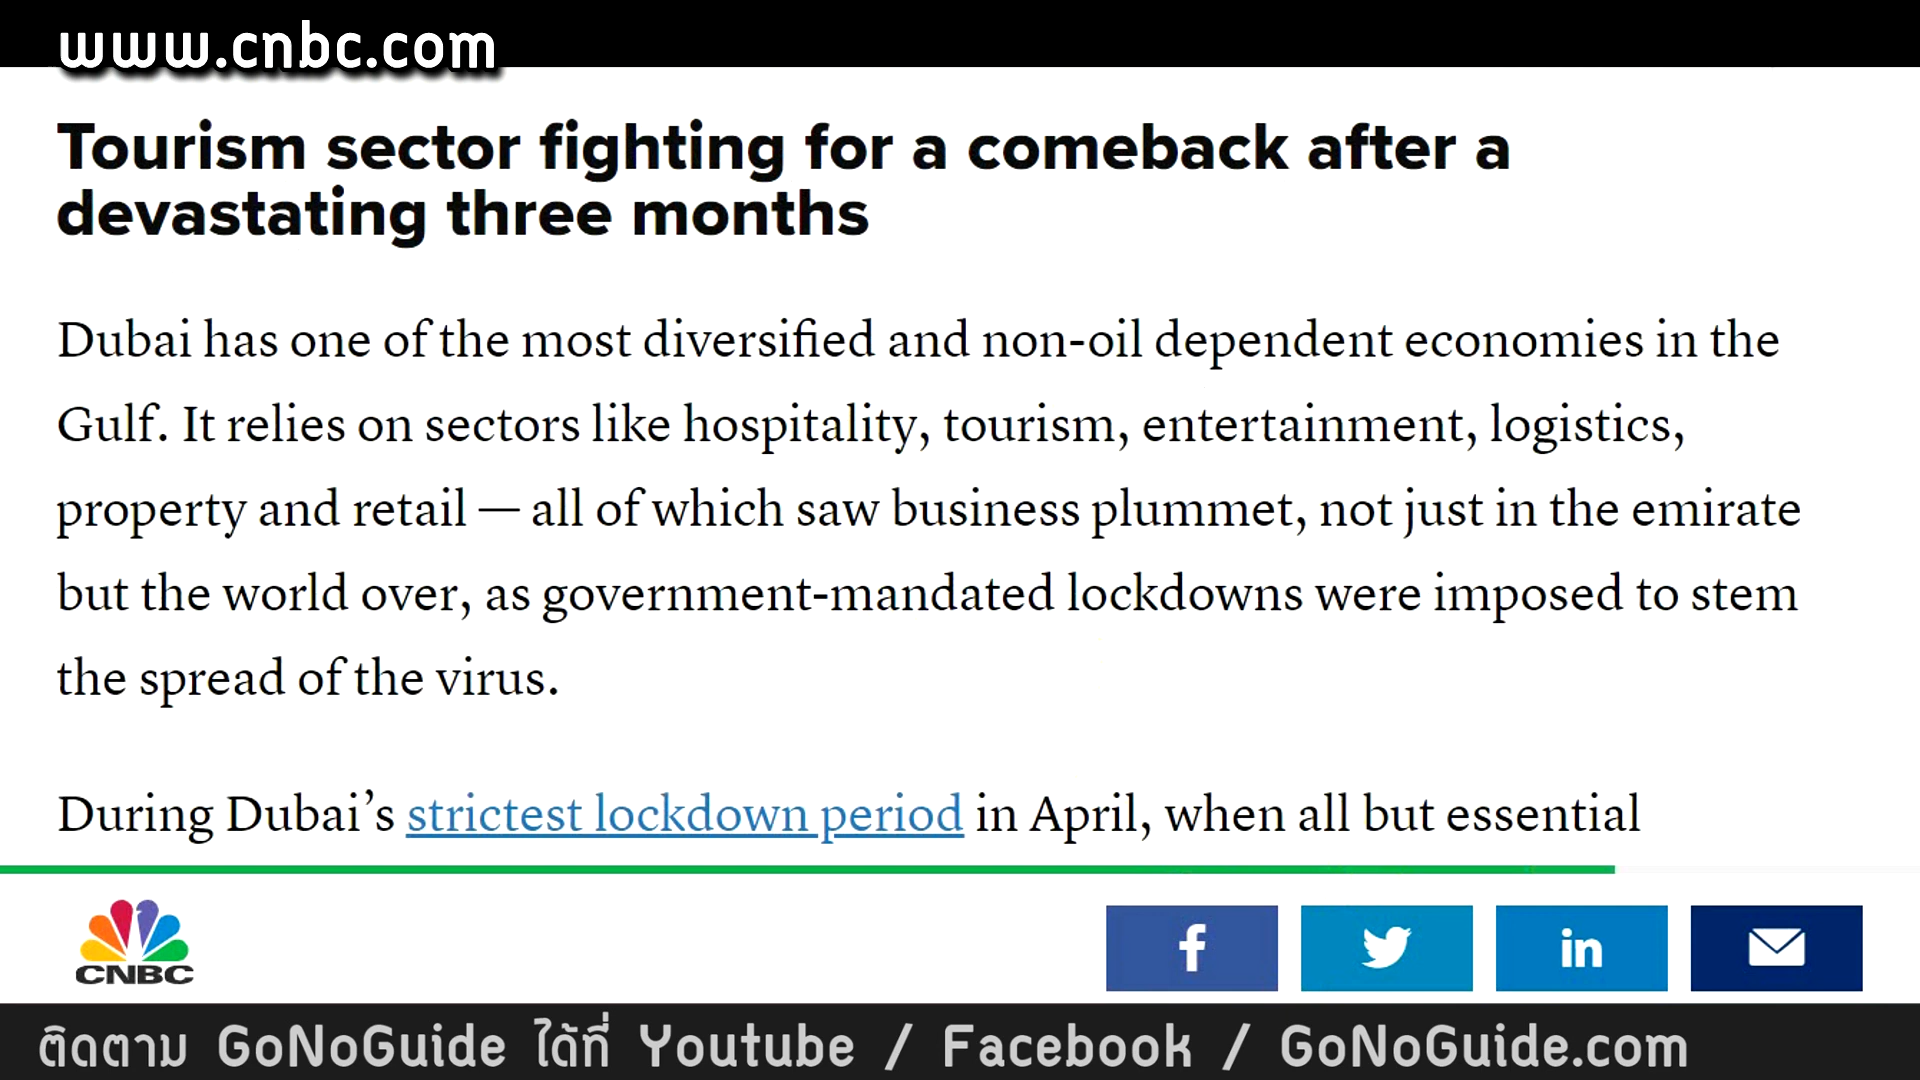 www.cnbc.com
Tourism sector fighting for a comeback after a
devastating three months
Dubai has one of the most diversified and non-oil dependent economies in the
Gulf. It relies on sectors like hospitality, tourism, entertainment, logistics,
property and retail — all of which saw business plummet, not just in the emirate
but the world over, as government-mandated lockdowns were imposed to stem
the spread of the virus.
During Dubai’s strictest lockdown period in April, when all but essential
CNBC
ติดตาม GoNoGuide ได้ที่ Youtube / Facebook / GoNoGuide.com